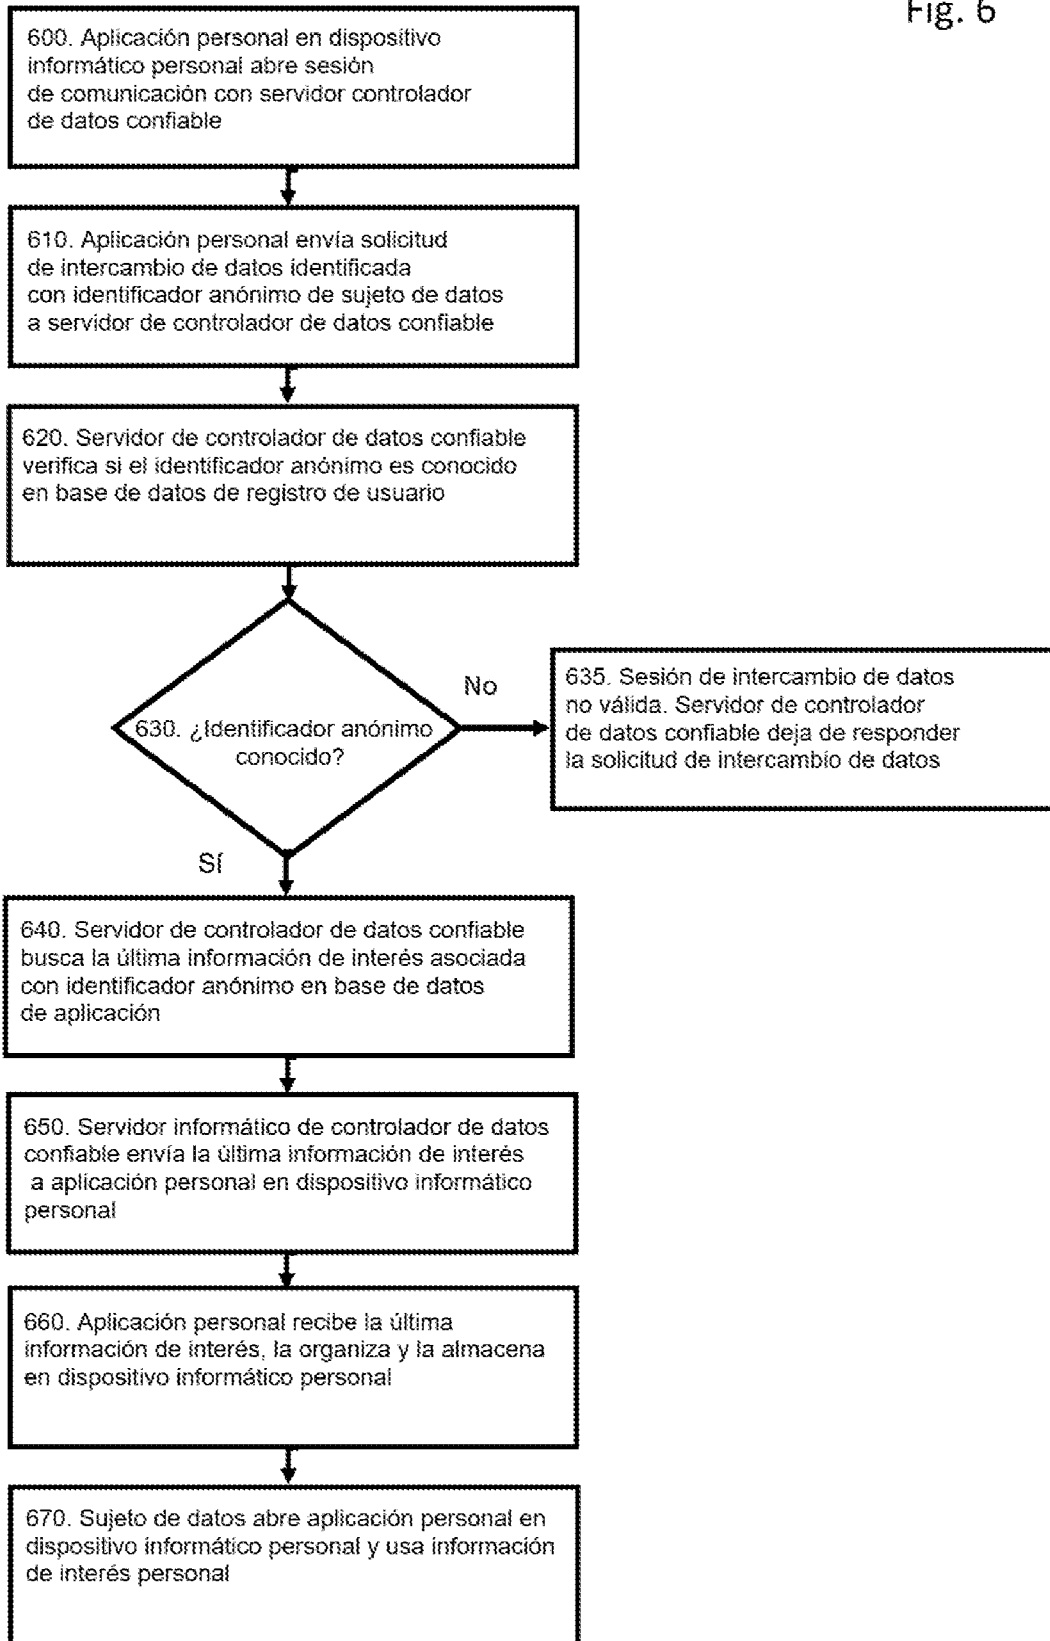 Fig. 6
600. Aplicación personal en dispositivo
informático personal abre sesión
de comunicación con servidor controlador
de datos confiable
610. Aplicación personal envía solicitud
de intercambio de datos identificada
con identificador anónimo de sujeto de datos
a servidor de controlador de datos confiable
620. Servidor de controlador de datos confiable
verifica si el identificador anónimo es conocido
en base de datos de registro de usuario
630. ¿Identificador anónimo
conocido?
No
635. Sesión de intercambio de datos
no válida. Servidor de controlador
de datos confiable deja de responder
la solicitud de intercambio de datos
Sí
640. Servidor de controlador de datos confiable
busca la última información de interés asociada
con identificador anónimo en base de datos
de aplicación
650. Servidor informático de controlador de datos
confiable envía la última información de interés
a aplicación personal en dispositivo informático
personal
660. Aplicación personal recibe la última
información de interés, la organiza y la almacena
en dispositivo informático personal
670. Sujeto de datos abre aplicación personal en
dispositivo informático personal y usa información
de interés personal